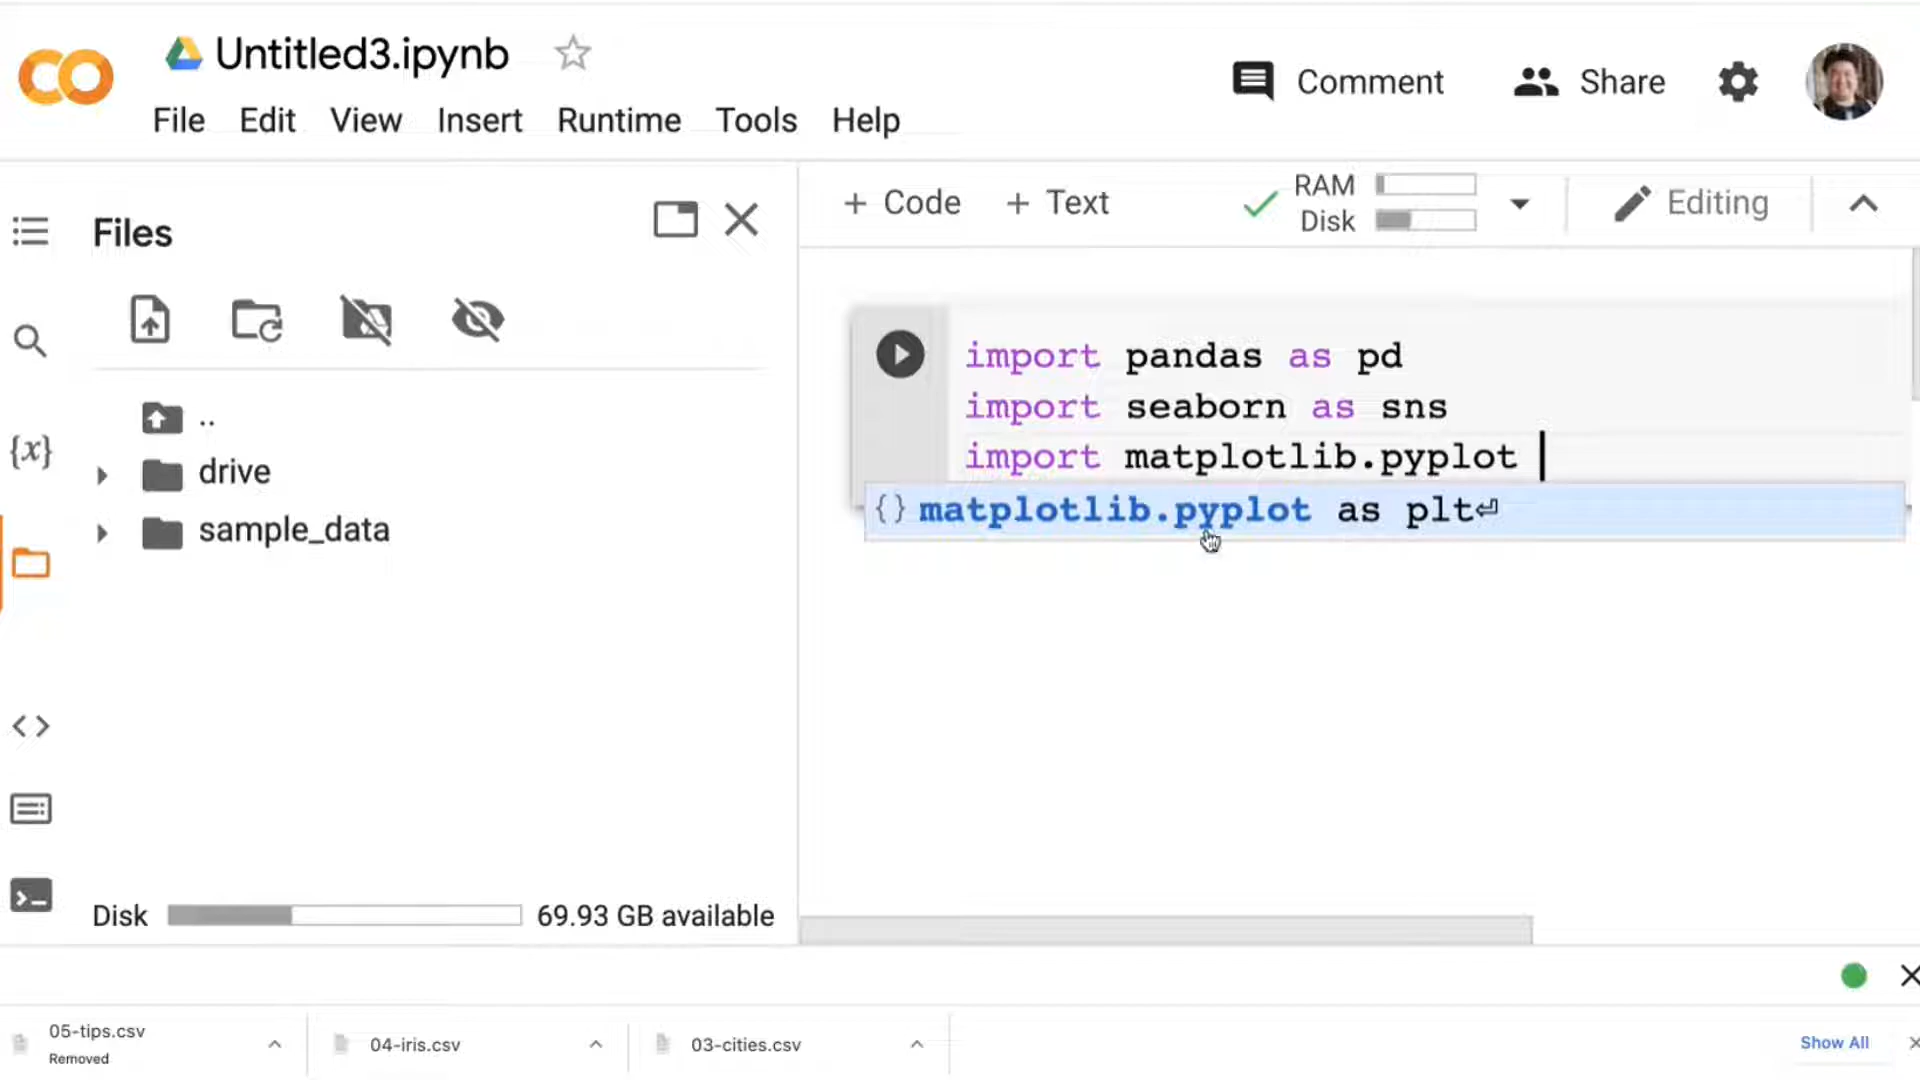 Untitled3.ipynb
File Edit View Insert Runtime Tools Help
Comment
Share
Files
+ Code + Text
RAM
Disk
Editing
..
drive
sample_data
{x}
import pandas as pd
import seaborn as sns
import matplotlib.pyplot
{} matplotlib.pyplot as plt⏎
Disk 69.93 GB available
05-tips.csv
Removed
04-iris.csv
03-cities.csv
Show All